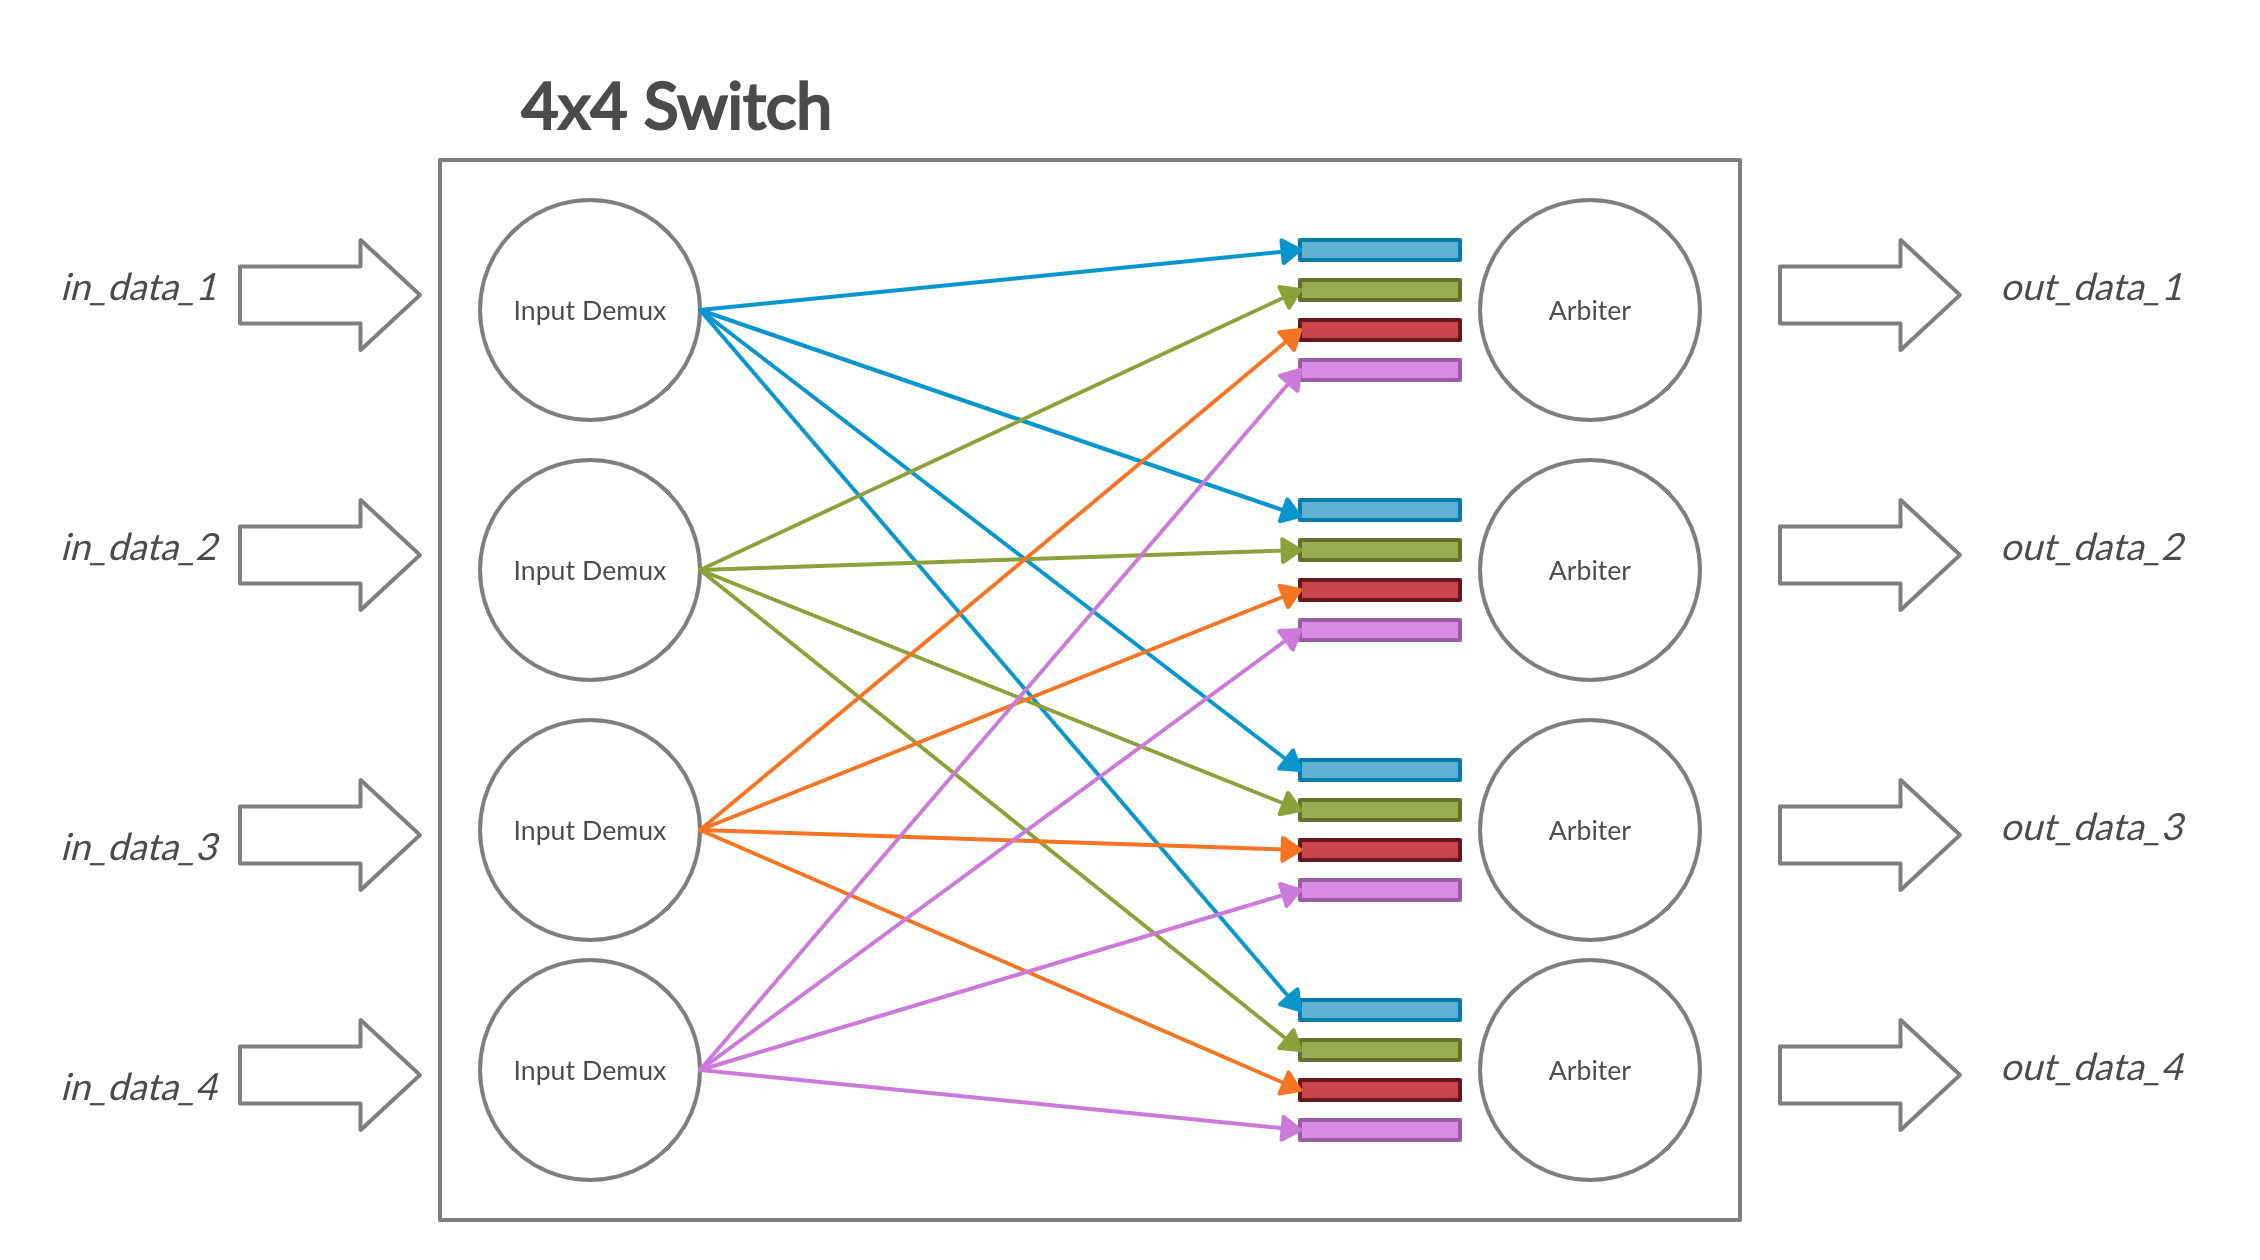 4x4 Switch
in_data_1
Input Demux
Arbiter
out_data_1
in_data_2
Input Demux
Arbiter
out_data_2
in_data_3
Input Demux
Arbiter
out_data_3
in_data_4
Input Demux
Arbiter
out_data_4